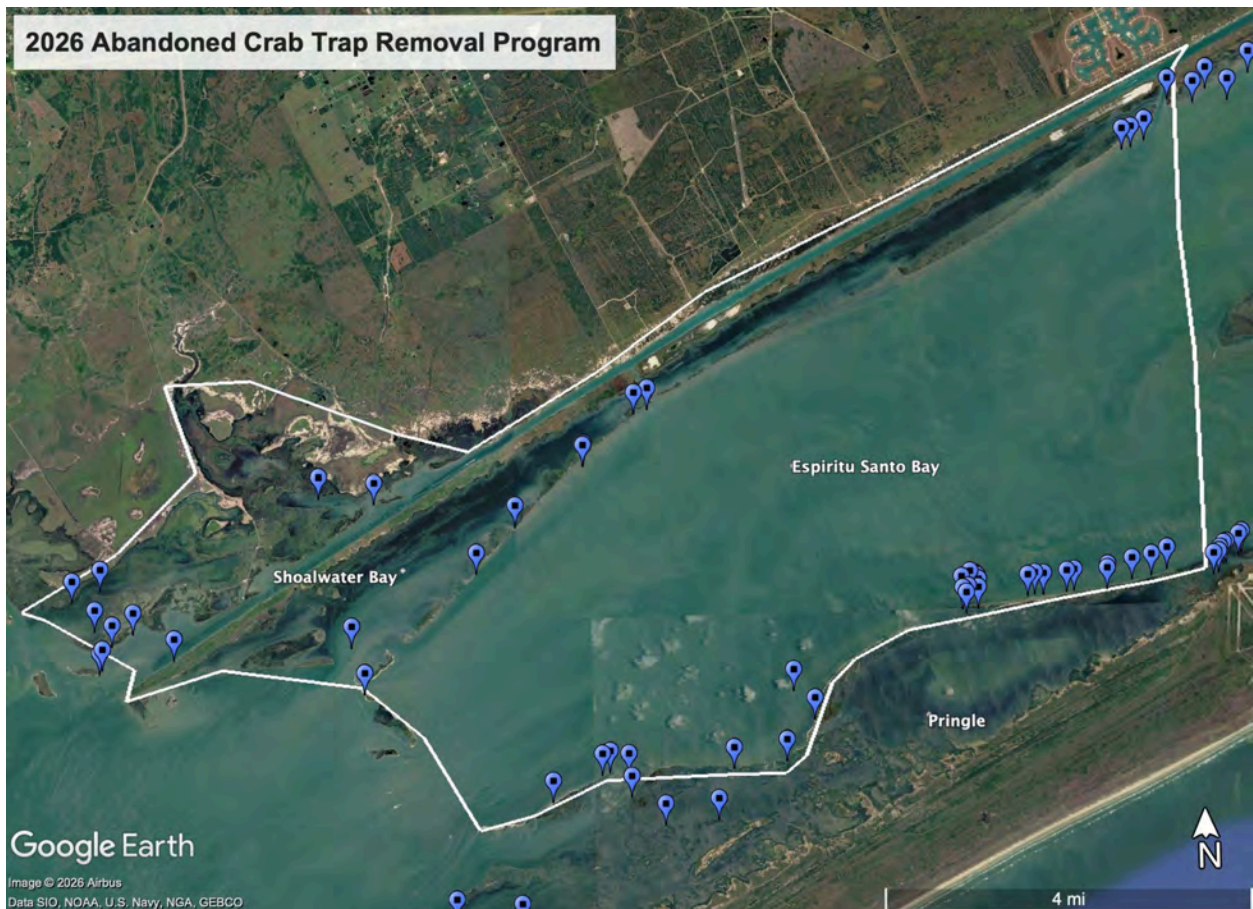 2026 Abandoned Crab Trap Removal Program
Espiritu Santo Bay
Shoalwater Bay
Pringle
Google Earth
N
Image © 2026 Airbus
Data SIO, NOAA, U.S. Navy, NGA, GEBCO
4 mi